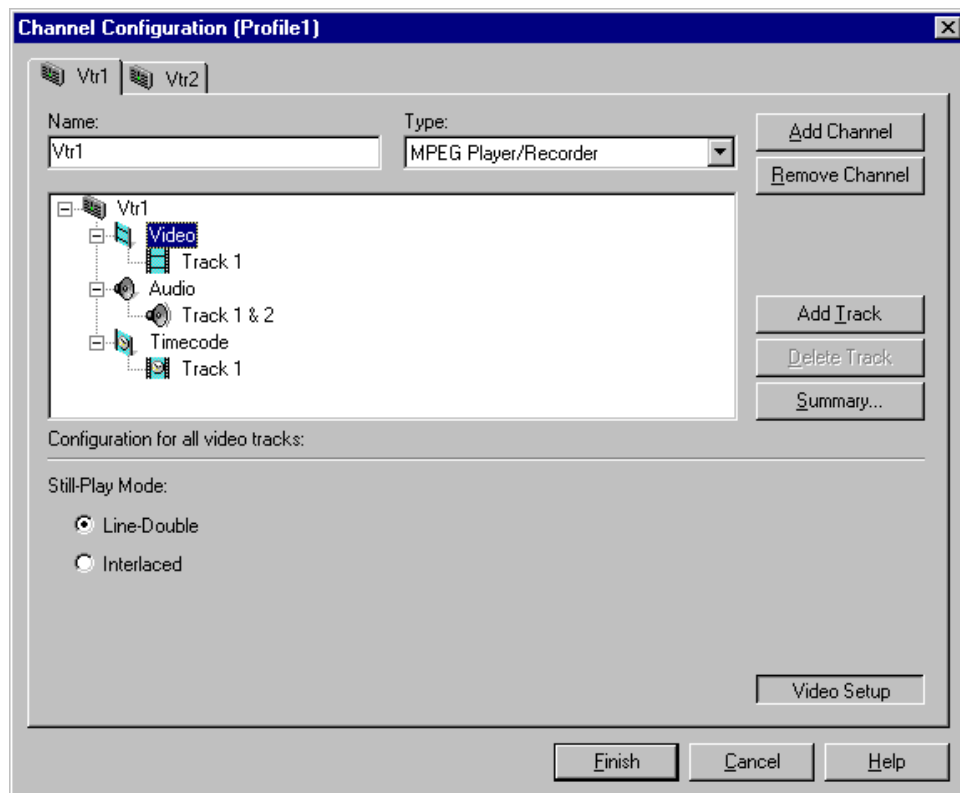 Channel Configuration (Profile1)
Vtr1 Vtr2
Name: Type:
Vtr1 MPEG Player/Recorder
Add Channel
Remove Channel
Vtr1
Video
Track 1
Audio
Track 1 & 2
Timecode
Track 1
Add Track
Delete Track
Summary...
Configuration for all video tracks:
Still-Play Mode:
Line-Double
Interlaced
Video Setup
Finish Cancel Help